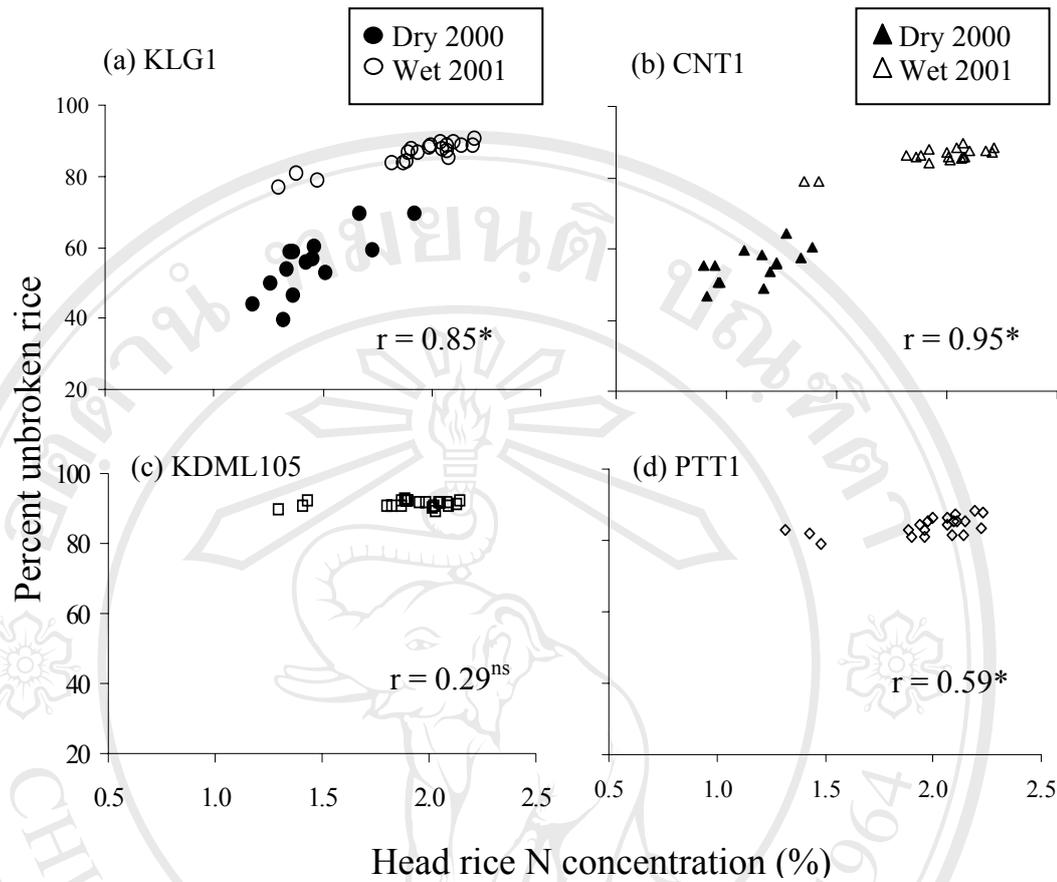 (a) KLG1
Dry 2000
Wet 2001
(b) CNT1
Dry 2000
Wet 2001
100
80
60
40
20
r = 0.85*
r = 0.95*
Percent unbroken rice
(c) KDML105
(d) PTT1
100
80
60
40
20
r = 0.29ns
r = 0.59*
0.5 1.0 1.5 2.0 2.5
0.5 1.0 1.5 2.0 2.5
Head rice N concentration (%)
1964